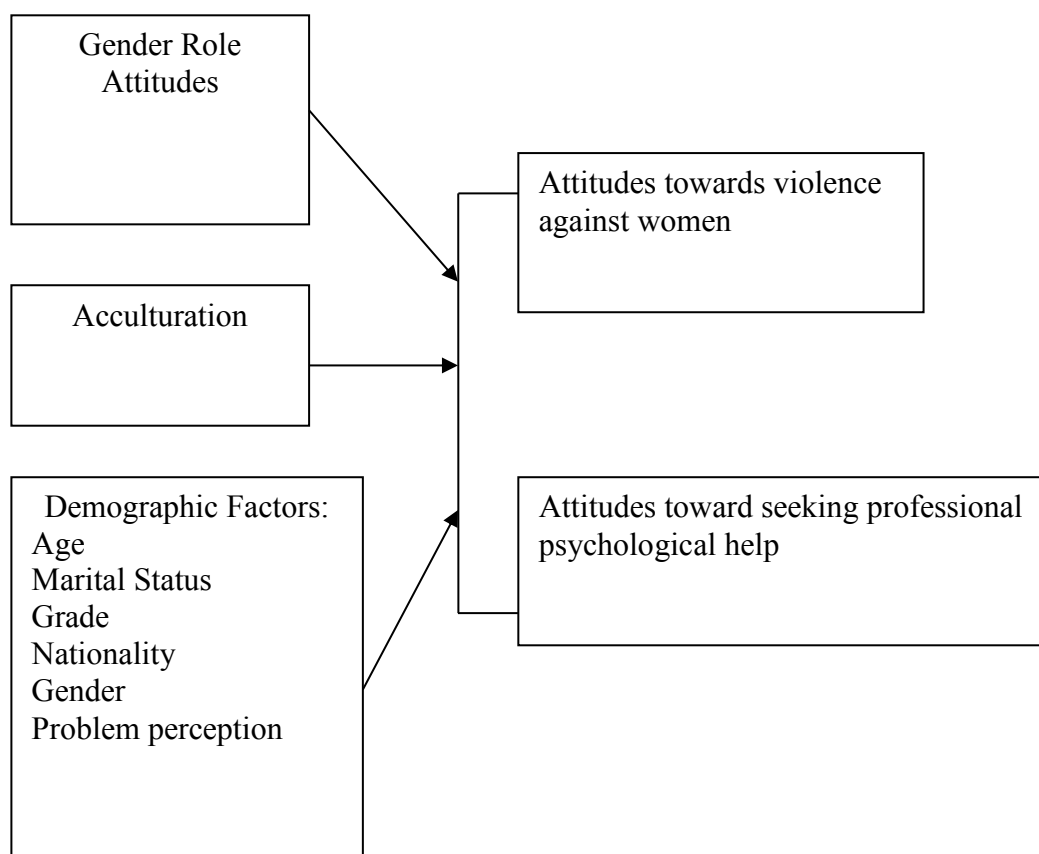 Gender Role
Attitudes
Attitudes towards violence
against women
Acculturation
Demographic Factors:
Age
Marital Status
Grade
Nationality
Gender
Problem perception
Attitudes toward seeking professional
psychological help